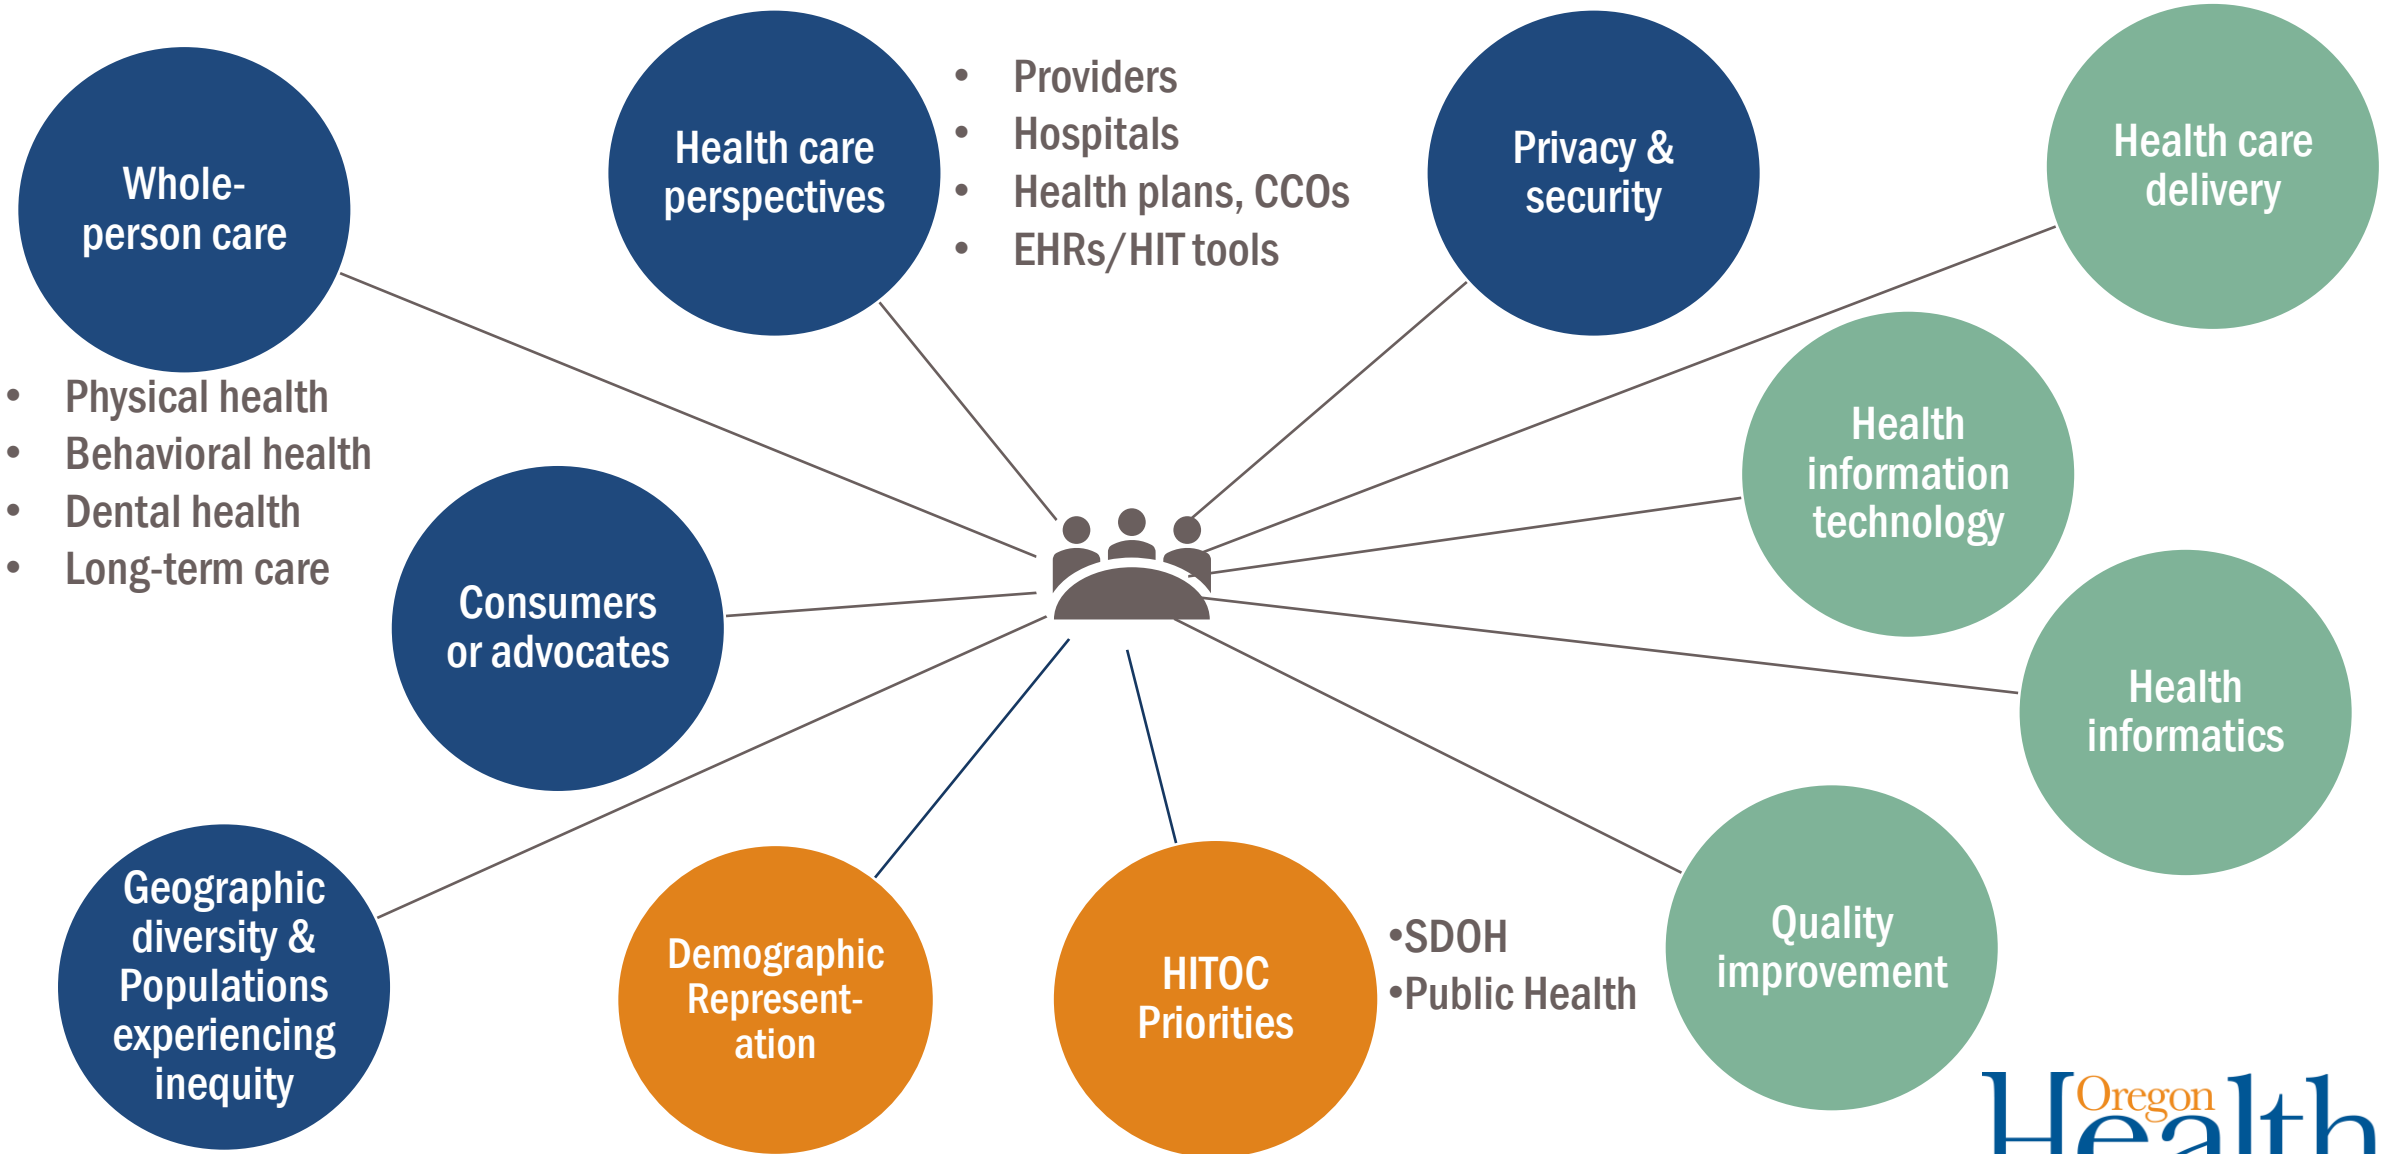 Whole-
person care
• Physical health
• Behavioral health
• Dental health
• Long-term care
Health care
perspectives
• Providers
• Hospitals
• Health plans, CCOs
• EHRs/HIT tools
Privacy &
security
Health care
delivery
Health
information
technology
Consumers
or advocates
Health
informatics
Geographic
diversity &
Populations
experiencing
inequity
Demographic
Represent-
ation
HITOC
Priorities
•SDOH
•Public Health
Quality
improvement
Oregon
Health